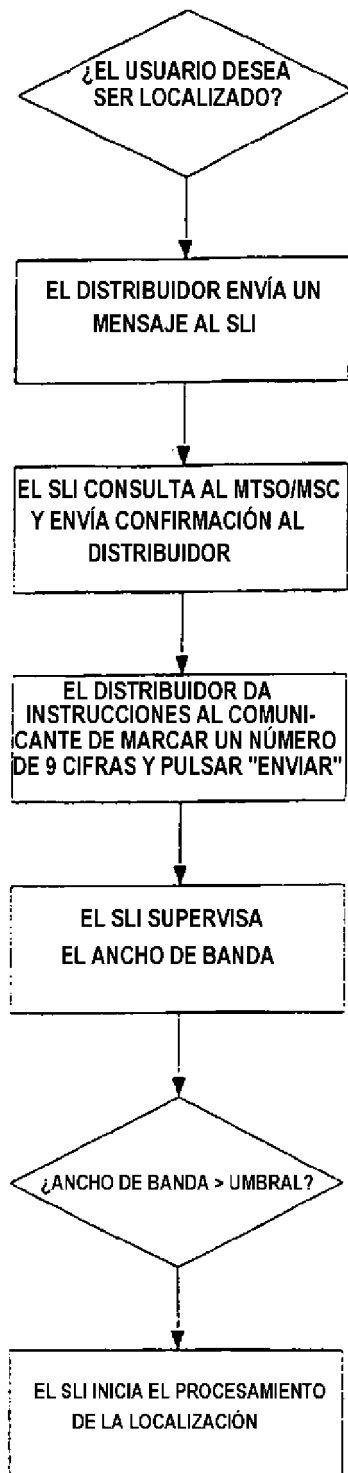 ¿EL USUARIO DESEA
SER LOCALIZADO?
EL DISTRIBUIDOR ENVÍA UN
MENSAJE AL SLI
EL SLI CONSULTA AL MTSO/MSC
Y ENVÍA CONFIRMACIÓN AL
DISTRIBUIDOR
EL DISTRIBUIDOR DA
INSTRUCCIONES AL COMUNI-
CANTE DE MARCAR UN NÚMERO
DE 9 CIFRAS Y PULSAR "ENVIAR"
EL SLI SUPERVISA
EL ANCHO DE BANDA
¿ANCHO DE BANDA > UMBRAL?
EL SLI INICIA EL PROCESAMIENTO
DE LA LOCALIZACIÓN